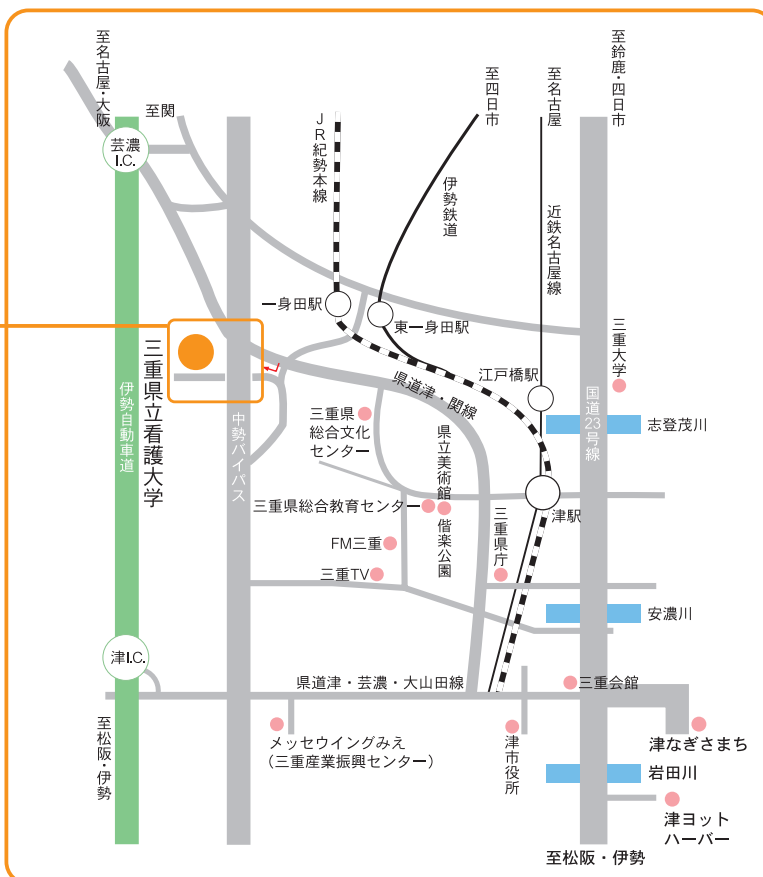 至名古屋・大阪
至関
芸濃
I.C.
JR紀勢本線
至四日市
伊勢鉄道
至名古屋
近鉄名古屋線
至鈴鹿・四日市
一身田駅
東一身田駅
三重大学
江戸橋駅
県道津・関線
国道23号線
志登茂川
三重県立看護大学
伊勢自動車道
中勢バイパス
三重県
総合文化
センター
県立美術館
三重県総合教育センター
偕楽公園
津駅
三重県庁
FM三重
三重TV
安濃川
津I.C.
県道津・芸濃・大山田線
三重会館
至松阪・伊勢
メッセウイングみえ
（三重産業振興センター）
津市役所
津なぎさまち
岩田川
津ヨット
ハーバー
至松阪・伊勢